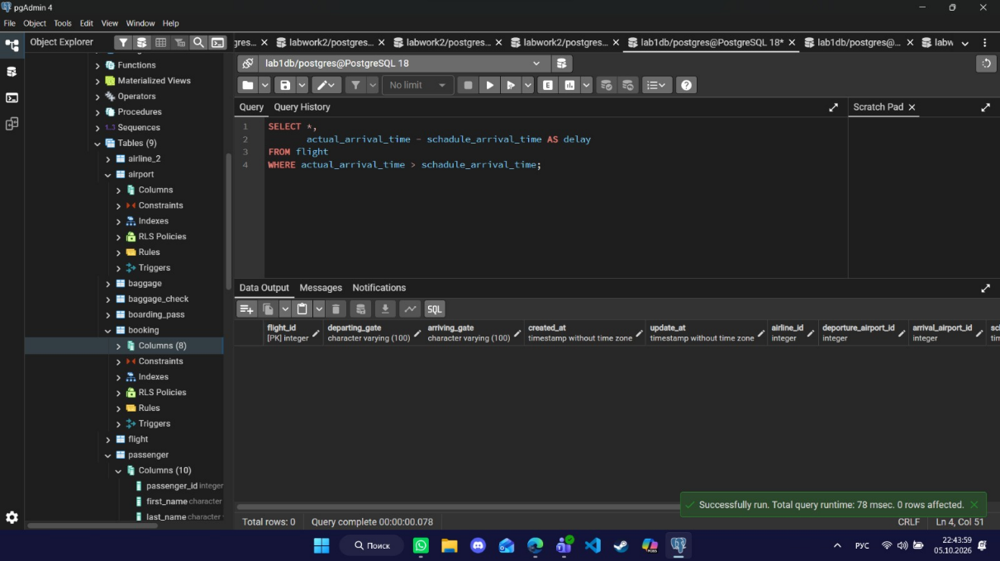 pgAdmin 4
File Object Tools Edit View Window Help
Object Explorer
gres...
labwork2/postgres...
labwork2/postgres...
labwork2/postgres...
lab1db/postgres@PostgreSQL 18*
lab1db/postgres@...
labw
lab1db/postgres@PostgreSQL 18
No limit
Query Query History
Scratch Pad
1 SELECT *,
2 actual_arrival_time - schadule_arrival_time AS delay
3 FROM flight
4 WHERE actual_arrival_time > schadule_arrival_time;
Functions
Materialized Views
Operators
Procedures
1..3 Sequences
Tables (9)
airline_2
airport
Columns
Constraints
Indexes
RLS Policies
Rules
Triggers
baggage
baggage_check
boarding_pass
booking
Columns (8)
Constraints
Indexes
RLS Policies
Rules
Triggers
flight
passenger
Columns (10)
passenger_id integer
first_name character
last_name character
Data Output Messages Notifications
SQL
flight_id
[PK] integer
departing_gate
character varying (100)
arriving_gate
character varying (100)
created_at
timestamp without time zone
update_at
timestamp without time zone
airline_id
integer
deporture_airport_id
integer
arrival_airport_id
integer
Successfully run. Total query runtime: 78 msec. 0 rows affected.
Total rows: 0
Query complete 00:00:00.078
CRLF
Ln 4, Col 51
Поиск
РУС
22:43:59
05.10.2026